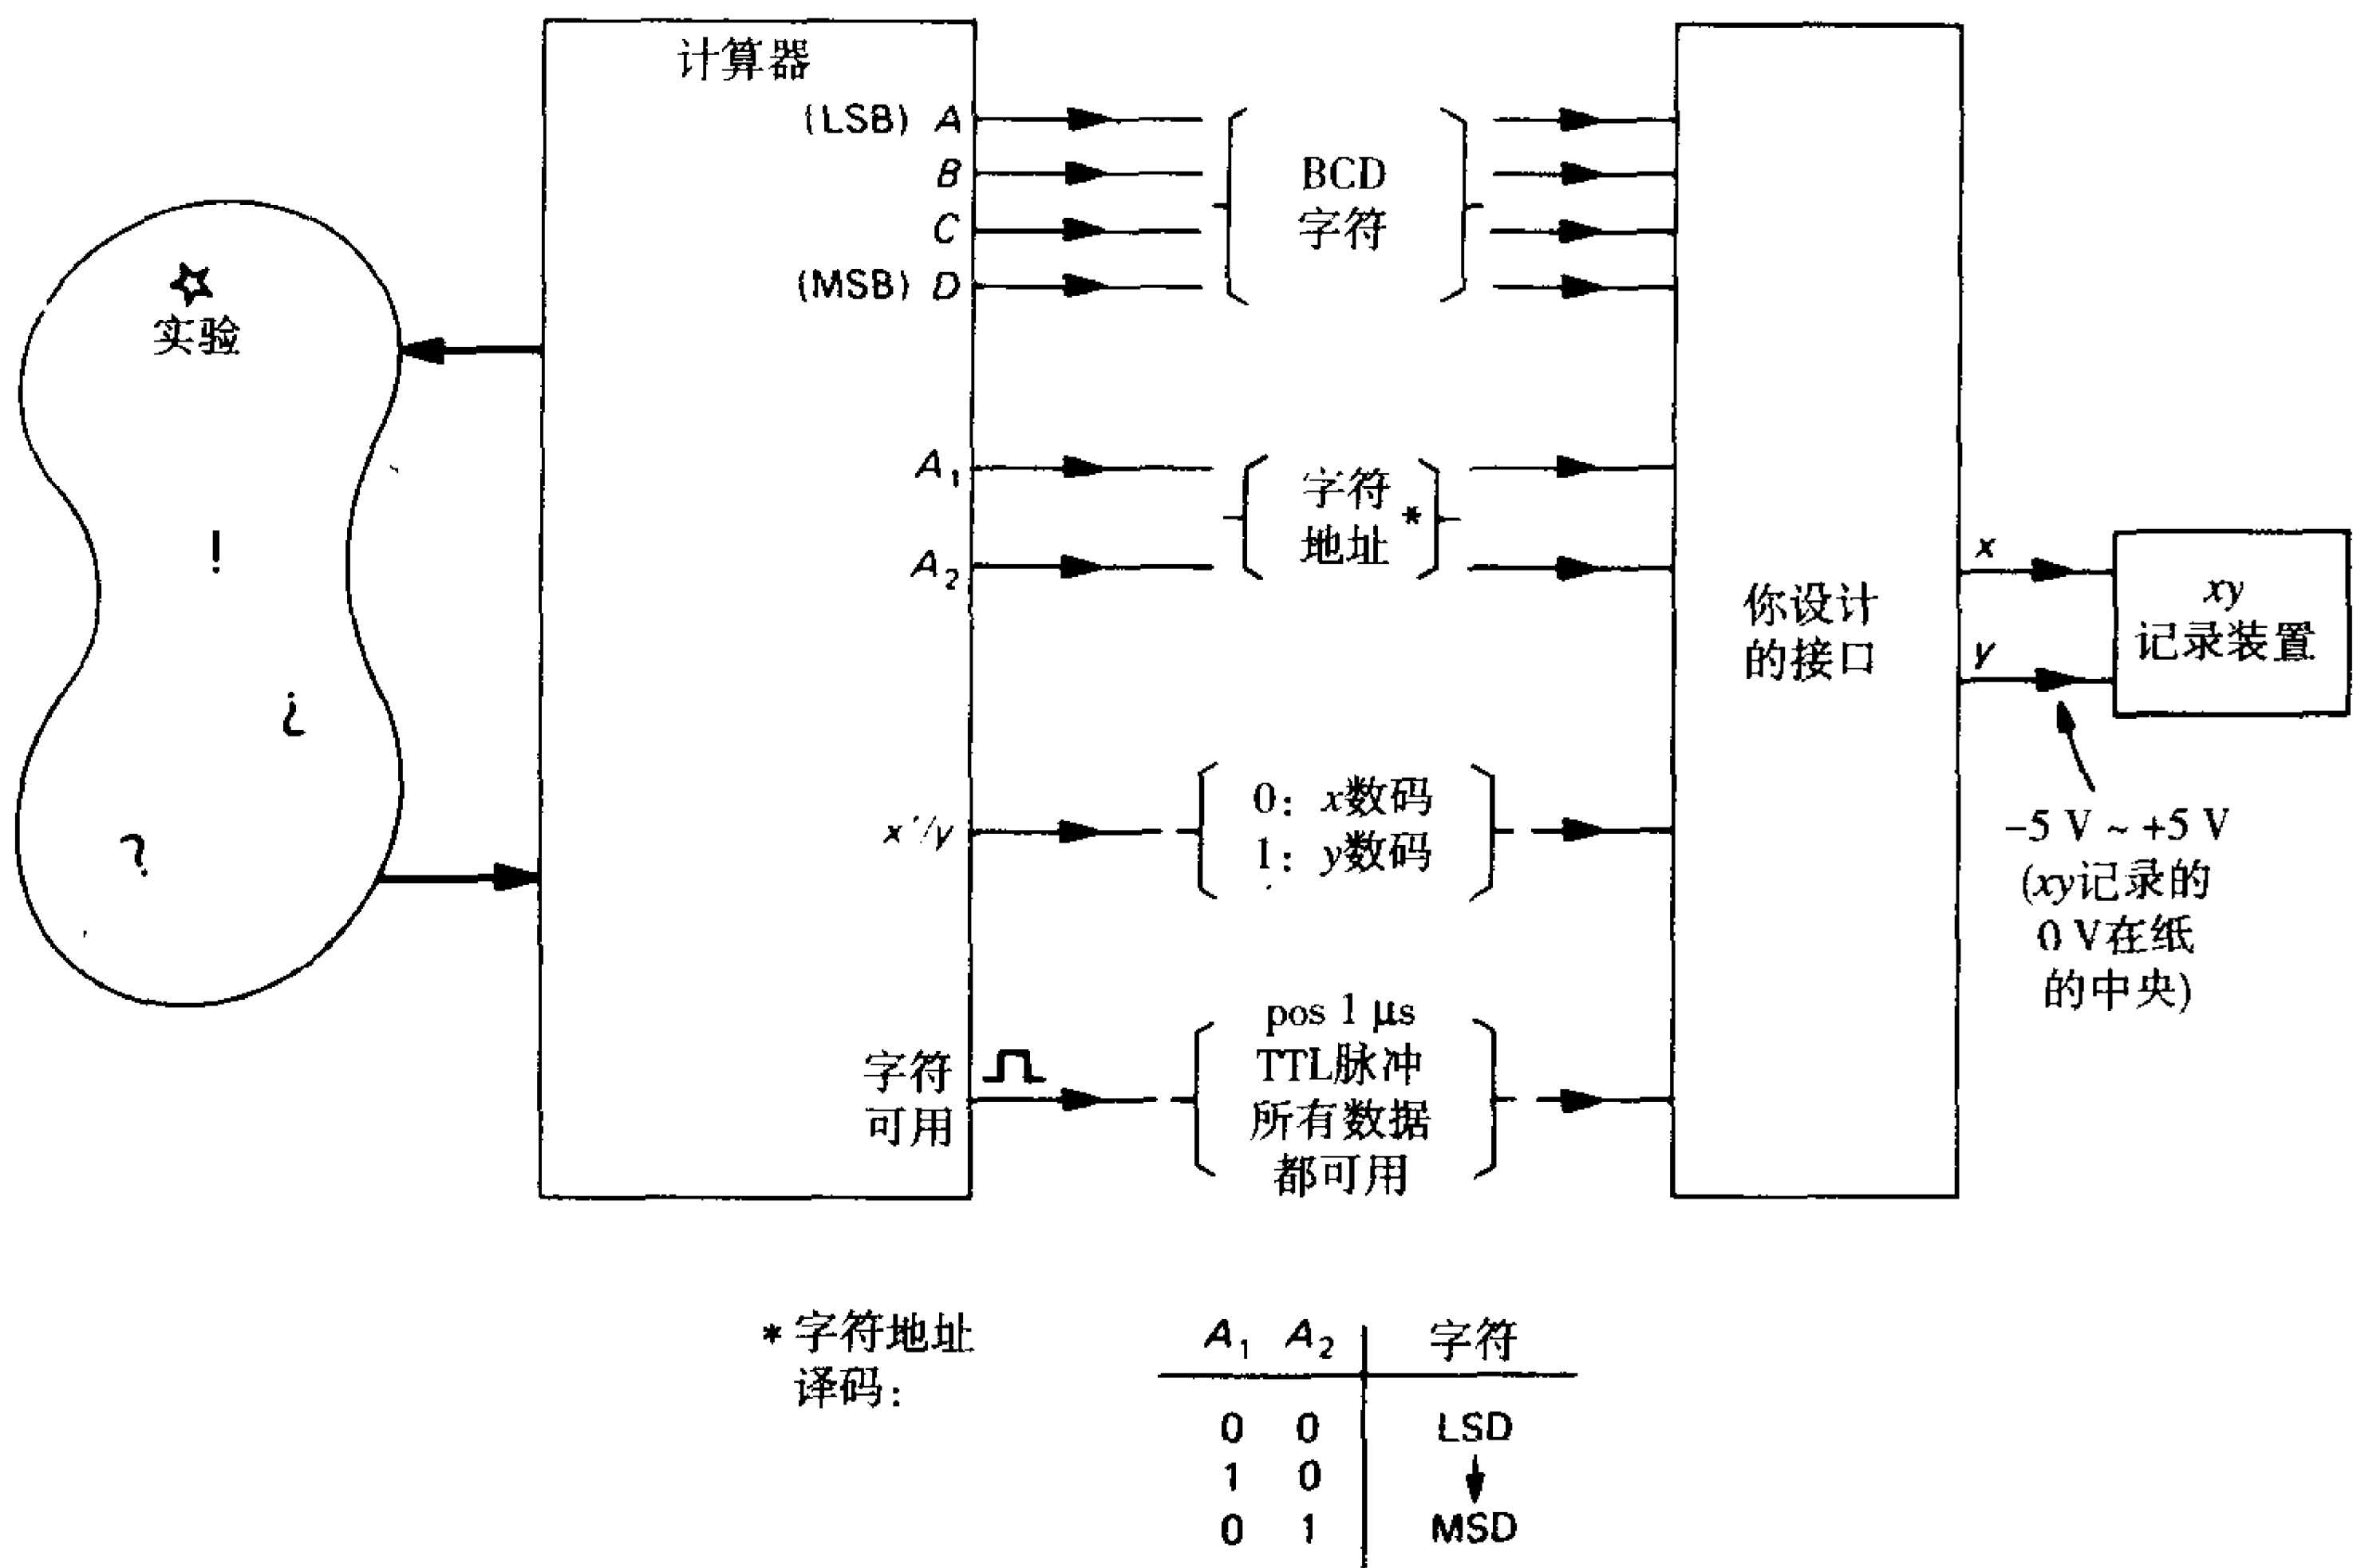 计算器
(LSB) A
B
C
(MSB) D
BCD
字符
实验
!
¿
?
A₁
A₂
字符
地址 *
你设计
的接口
x
y
xy
记录装置
x'/y
0: x数码
1: y数码
−5 V ~ +5 V
(xy记录的
0 V在纸
的中央)
字符
可用
pos 1 μs
TTL脉冲
所有数据
都可用
* 字符地址
译码:
A₁ A₂ 字符
0 0 LSD
1 0
0 1 MSD